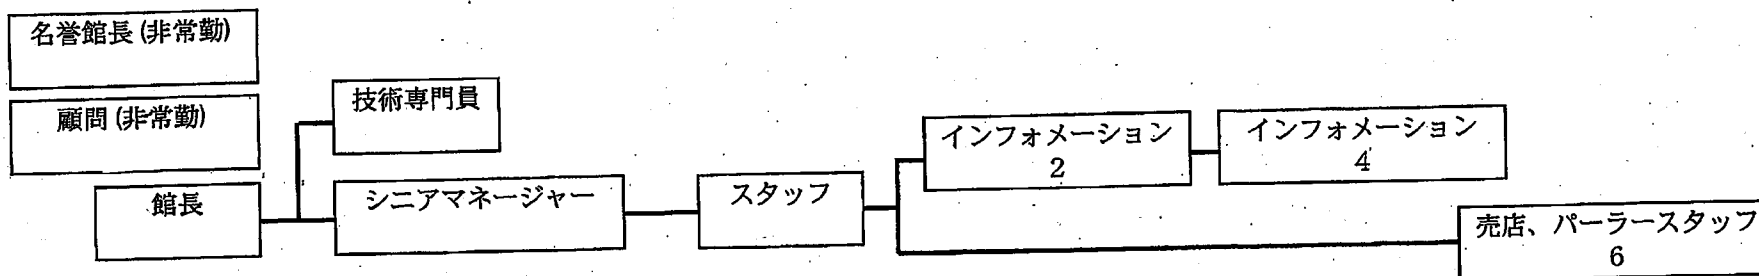 名誉館長 (非常勤)
顧問 (非常勤)
館長
技術専門員
シニアマネージャー
スタッフ
インフォメーション
2
インフォメーション
4
売店、パーラースタッフ
6